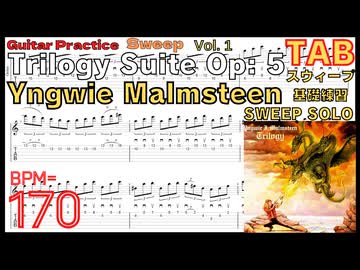 Guitar Practice Sweep Vol. 1
TAB
Trilogy Suite Op: 5
スウィープ
Yngwie Malmsteen
基礎練習
SWEEP SOLO
BPM=
170
Yngwie J. Malmsteen
Trilogy